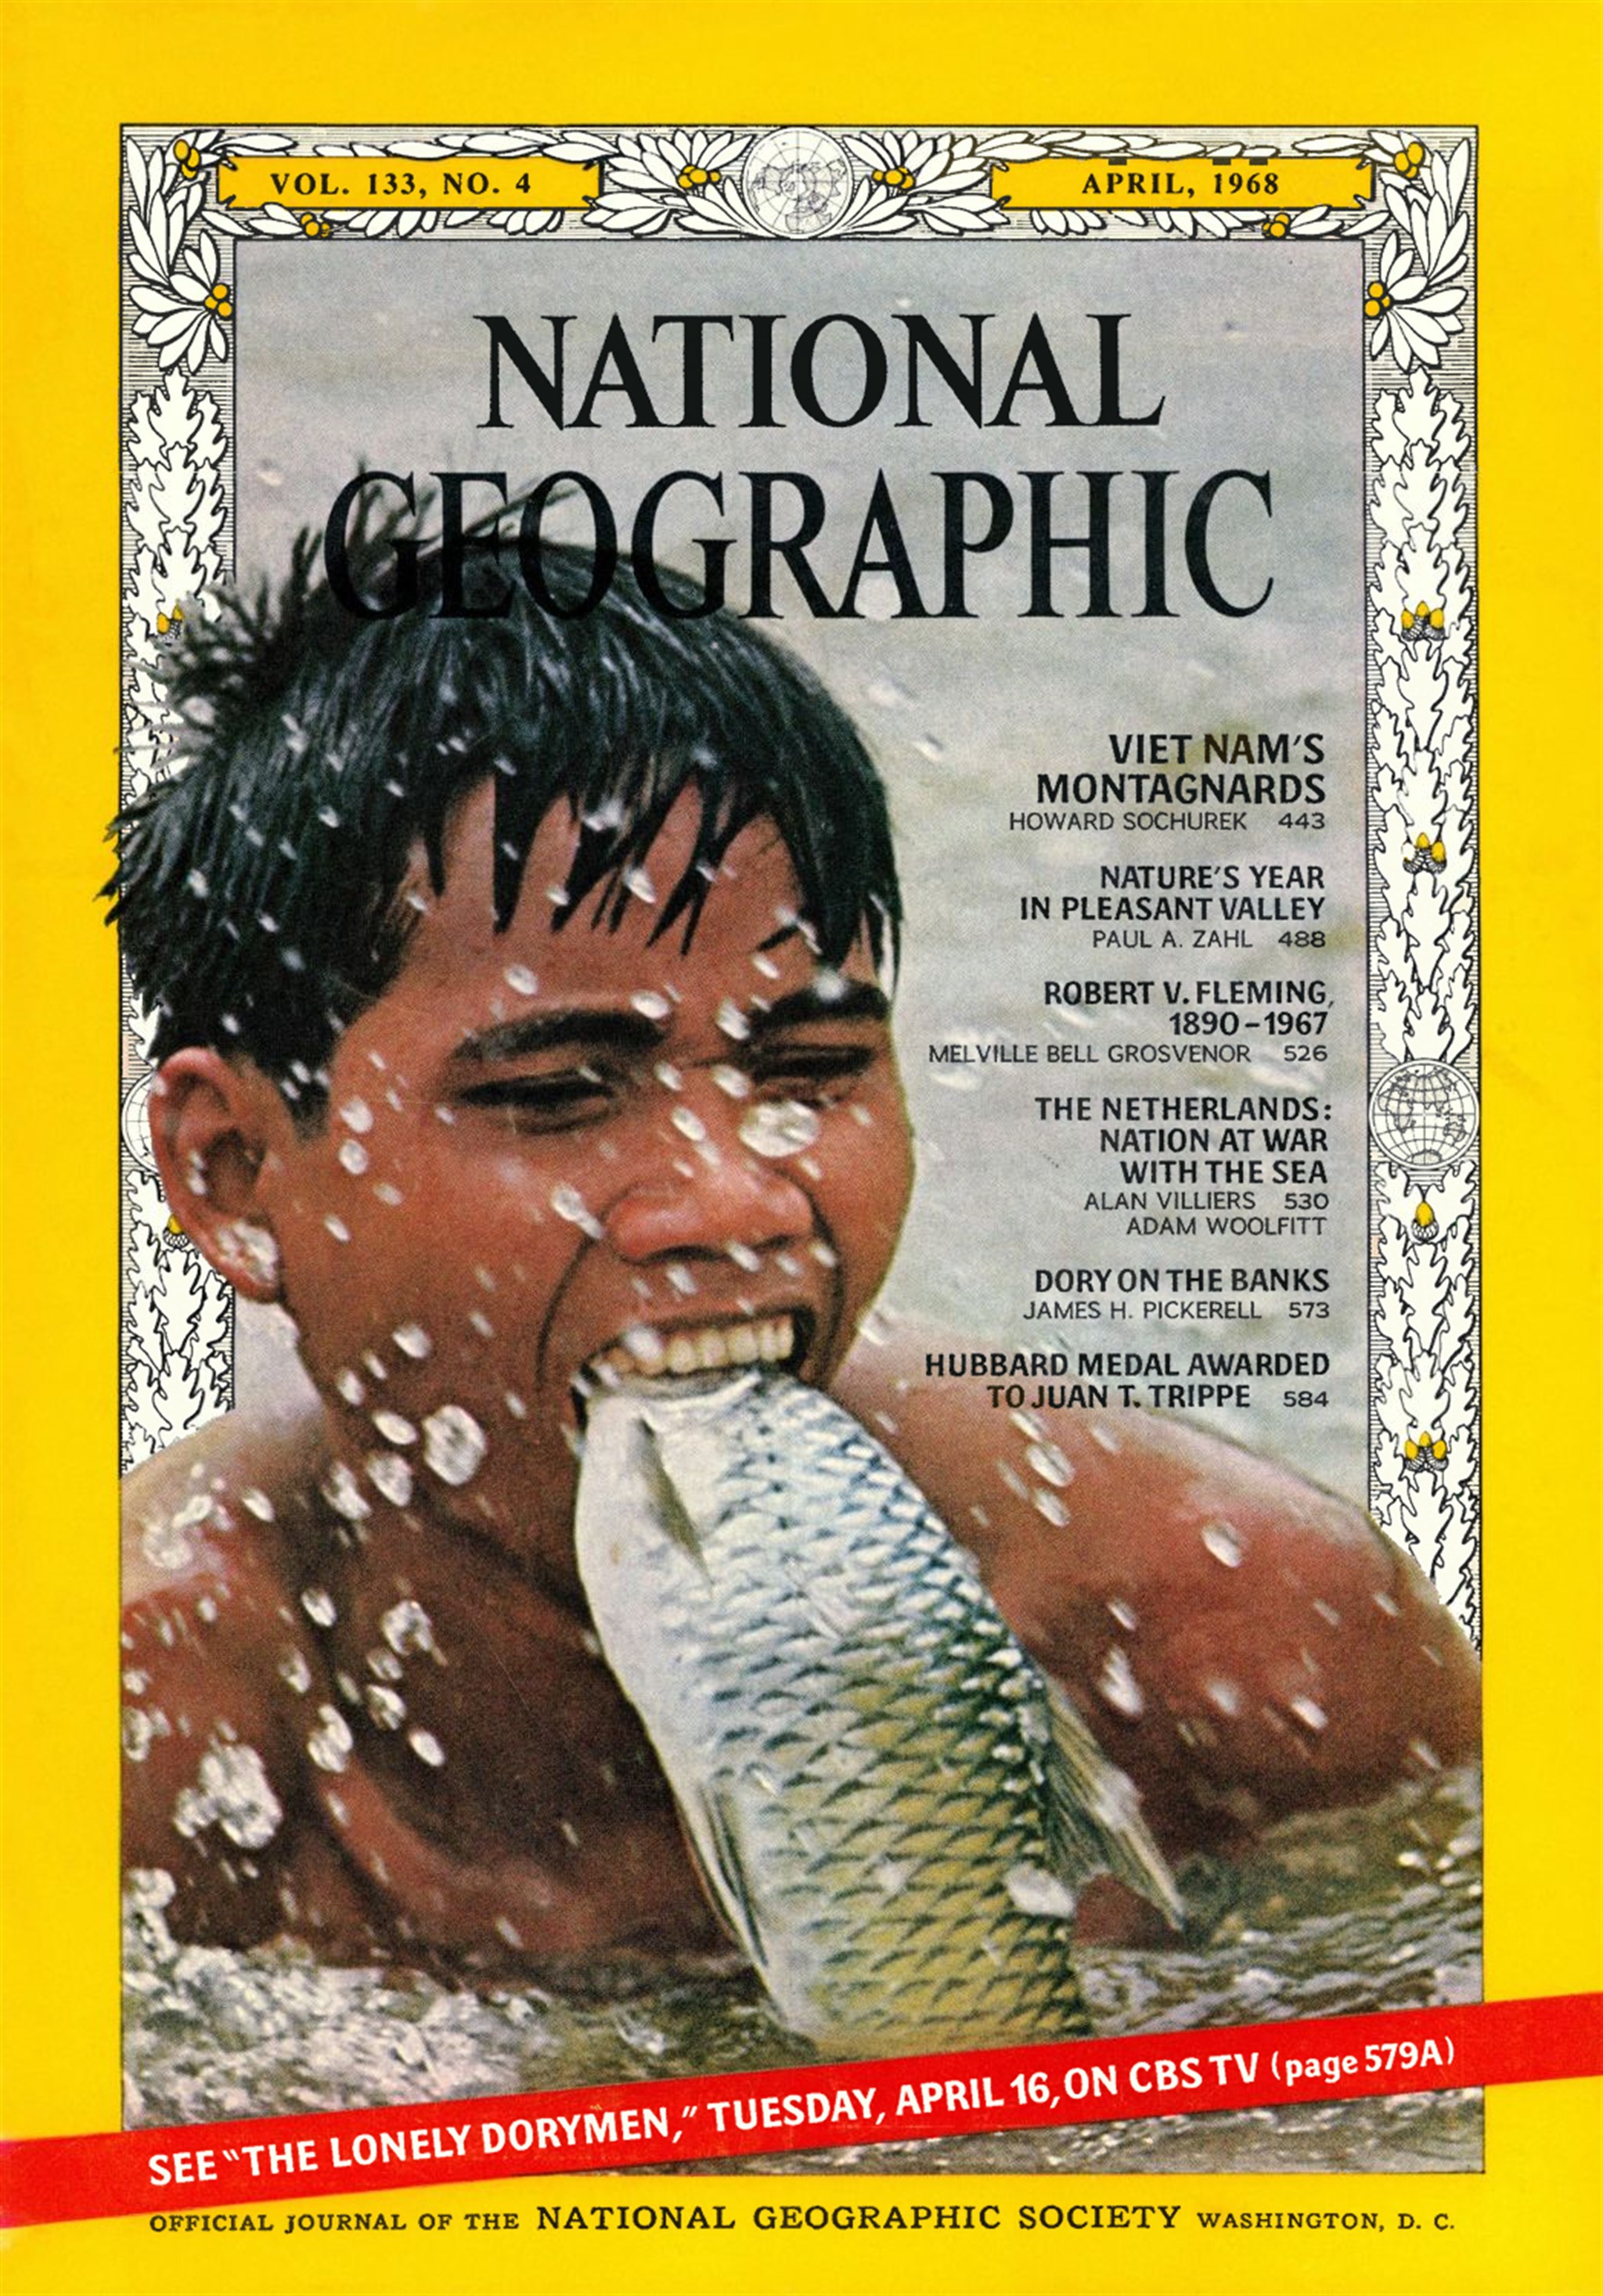 VOL. 133, NO. 4
APRIL, 1968
NATIONAL
GEOGRAPHIC
VIET NAM'S
MONTAGNARDS
HOWARD SOCHUREK 443
NATURE'S YEAR
IN PLEASANT VALLEY
PAUL A. ZAHL 488
ROBERT V. FLEMING,
1890–1967
MELVILLE BELL GROSVENOR 526
THE NETHERLANDS:
NATION AT WAR
WITH THE SEA
ALAN VILLIERS 530
ADAM WOOLFITT
DORY ON THE BANKS
JAMES H. PICKERELL 573
HUBBARD MEDAL AWARDED
TO JUAN T. TRIPPE 584
SEE "THE LONELY DORYMEN," TUESDAY, APRIL 16, ON CBS TV (page 579A)
OFFICIAL JOURNAL OF THE NATIONAL GEOGRAPHIC SOCIETY WASHINGTON, D. C.